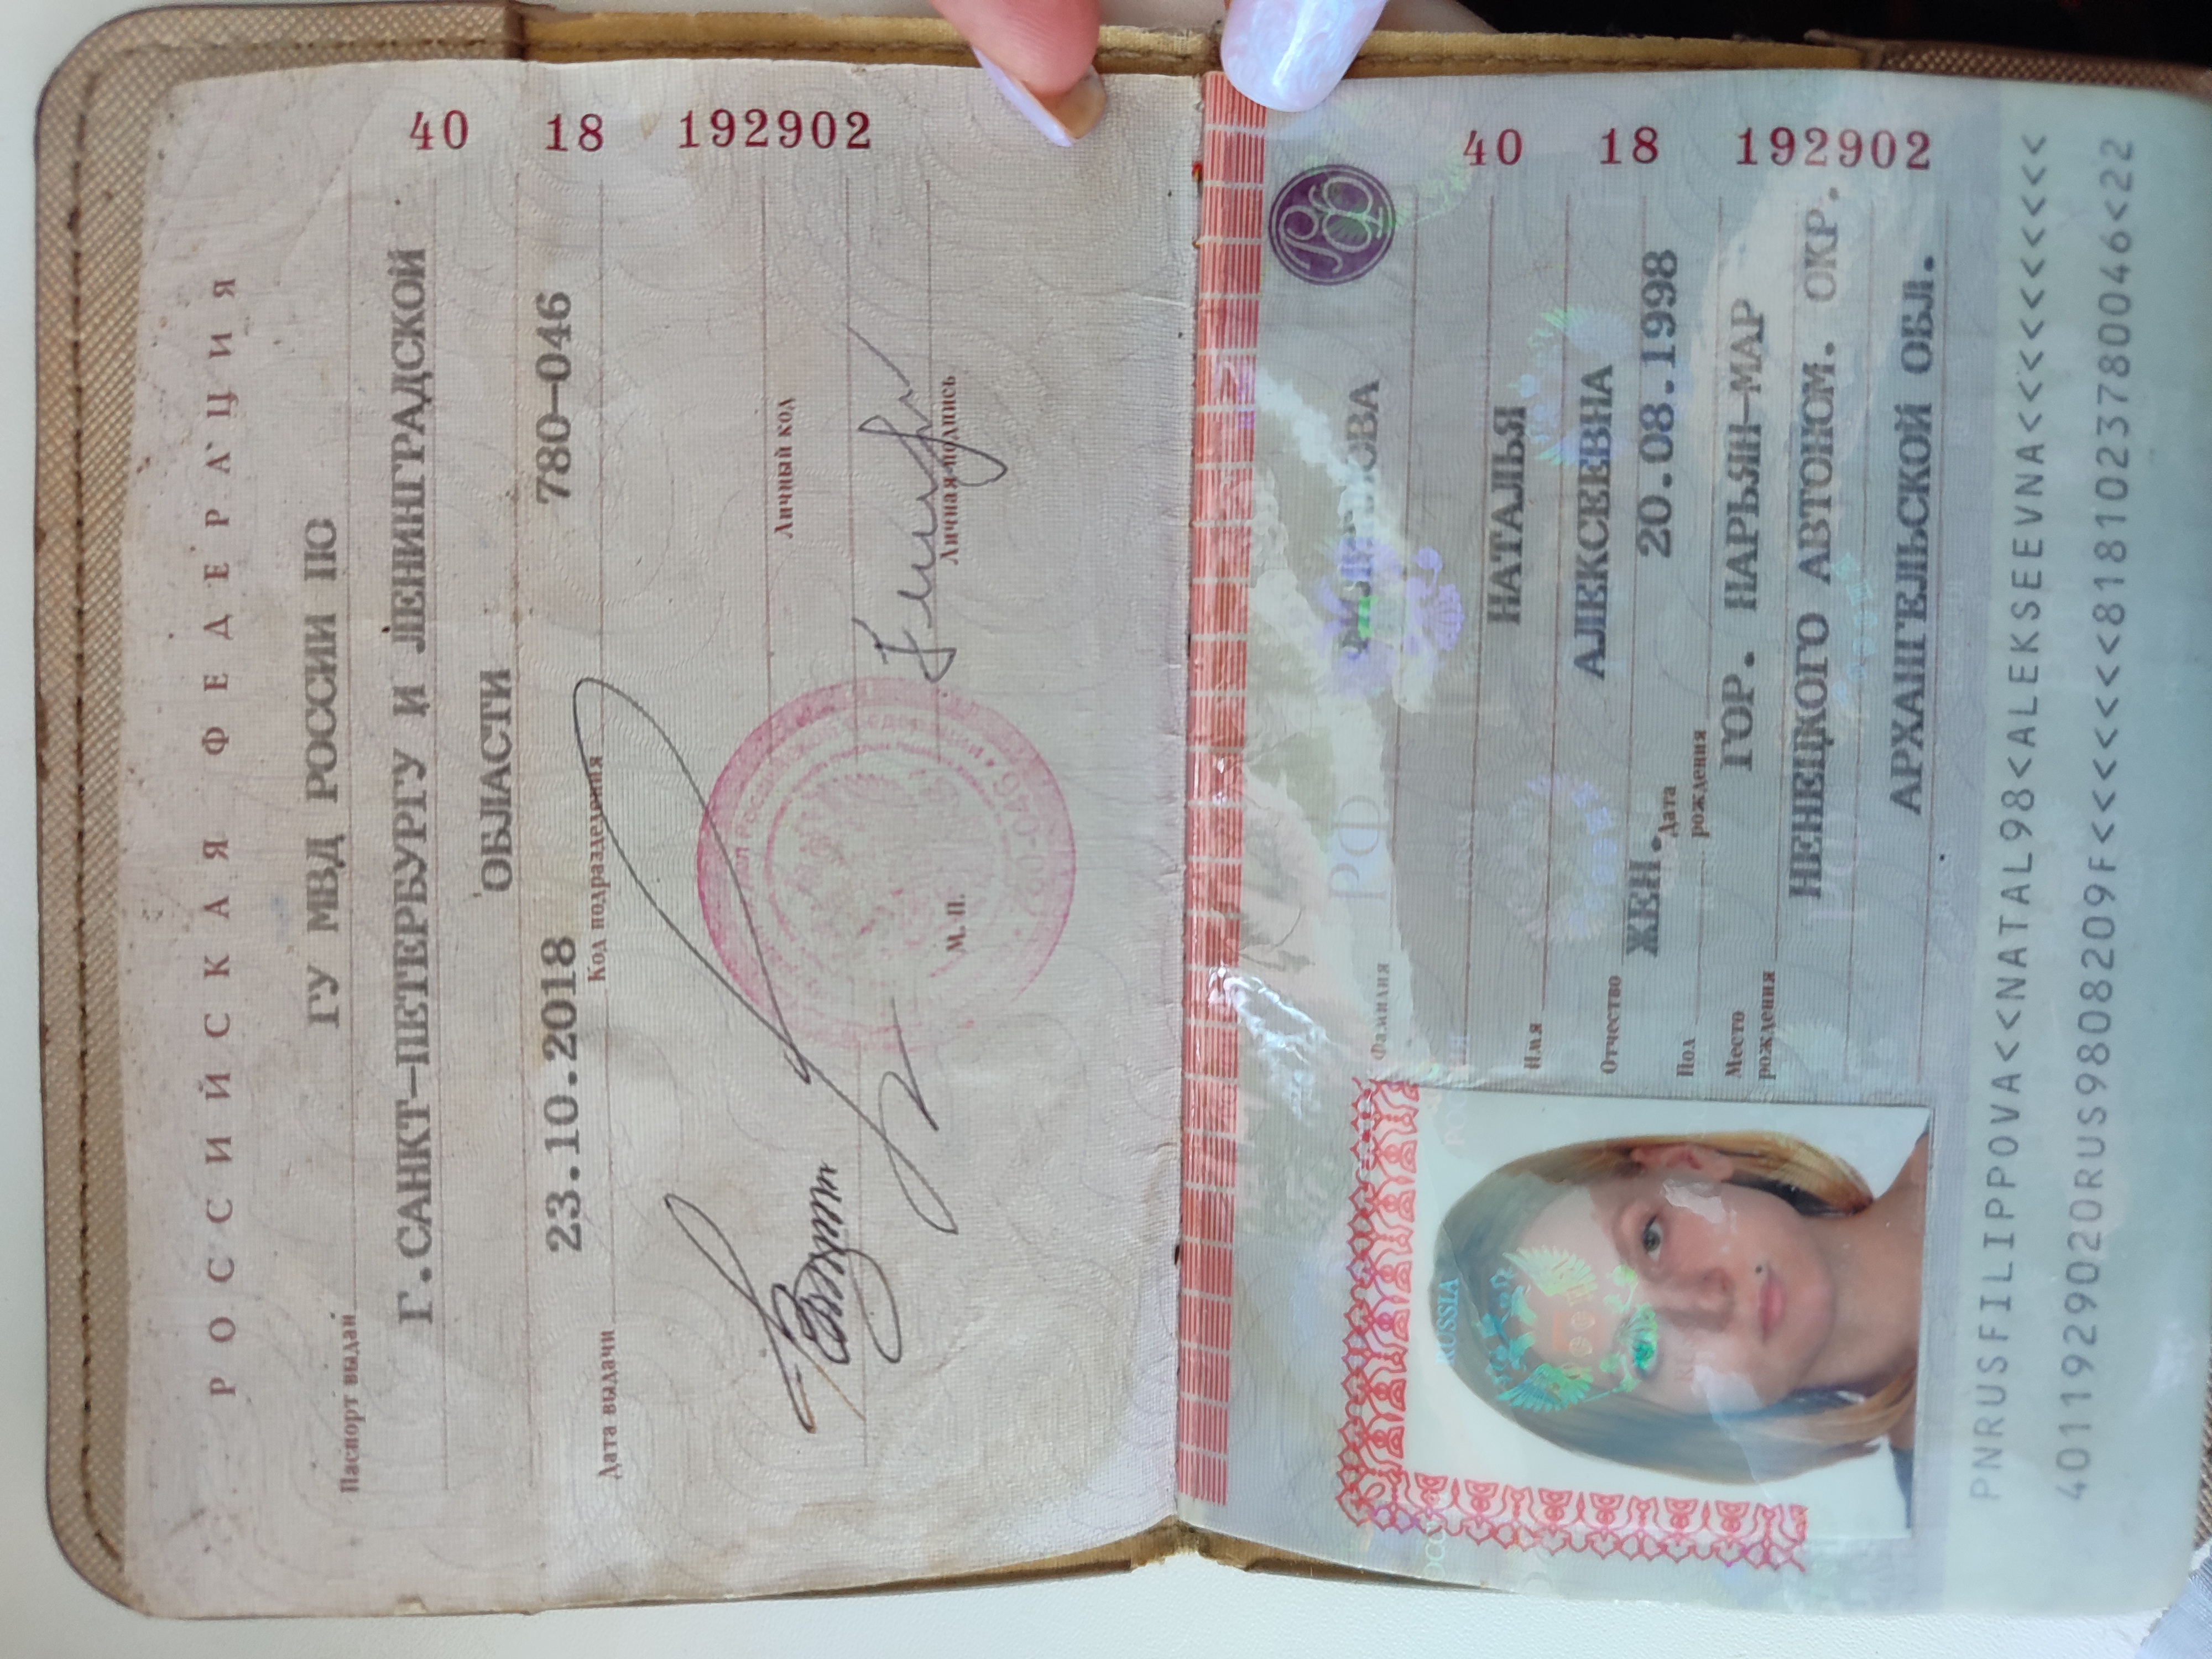 РОССИЙСКАЯ ФЕДЕРАЦИЯ
Паспорт выдан ГУ МВД РОССИИ ПО
Г.САНКТ-ПЕТЕРБУРГУ И ЛЕНИНГРАДСКОЙ
ОБЛАСТИ
Дата выдачи 23.10.2018 Код подразделения 780-046
Личный код
Личная подпись
М.П.
40 18 192902
Фамилия
Имя НАТАЛЬЯ
Отчество АЛЕКСЕЕВНА
Пол ЖЕН. Дата рождения 20.08.1998
Место рождения ГОР. НАРЬЯН-МАР
НЕНЕЦКОГО АВТОНОМ. ОКР.
АРХАНГЕЛЬСКОЙ ОБЛ.
40 18 192902
RUSSIA
PNRUSFILIPPOVA<<NATAL98<ALEKSEEVNA<<<<<<<<<<
4011929020RUS9808209F<<<<<<<8181023780046<22